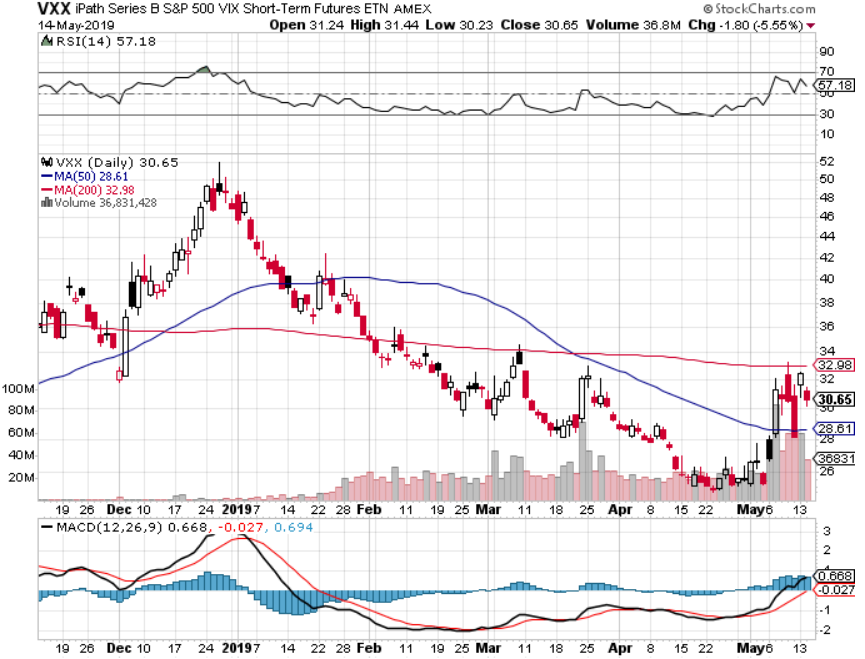 VXX iPath Series B S&P 500 VIX Short-Term Futures ETN AMEX
© StockCharts.com
14-May-2019 Open 31.24 High 31.44 Low 30.23 Close 30.65 Volume 36.8M Chg -1.80 (-5.55%)
RSI(14) 57.18
90
70
57.18
50
30
10
VXX (Daily) 30.65
MA(50) 28.61
MA(200) 32.98
Volume 36,831,428
52
50
48
46
44
42
40
38
36
34
32.98
32
30.65
30
28.61
28
36831
26
100M
80M
60M
40M
20M
19 26 Dec 10 17 24 2019 7 14 22 28 Feb 11 19 25 Mar 11 18 25 Apr 8 15 22 May 6 13
MACD(12,26,9) 0.668, -0.027, 0.694
3
2
0.668
-0.027
-1
-2
19 26 Dec 10 17 24 2019 7 14 22 28 Feb 11 19 25 Mar 11 18 25 Apr 8 15 22 May 6 13